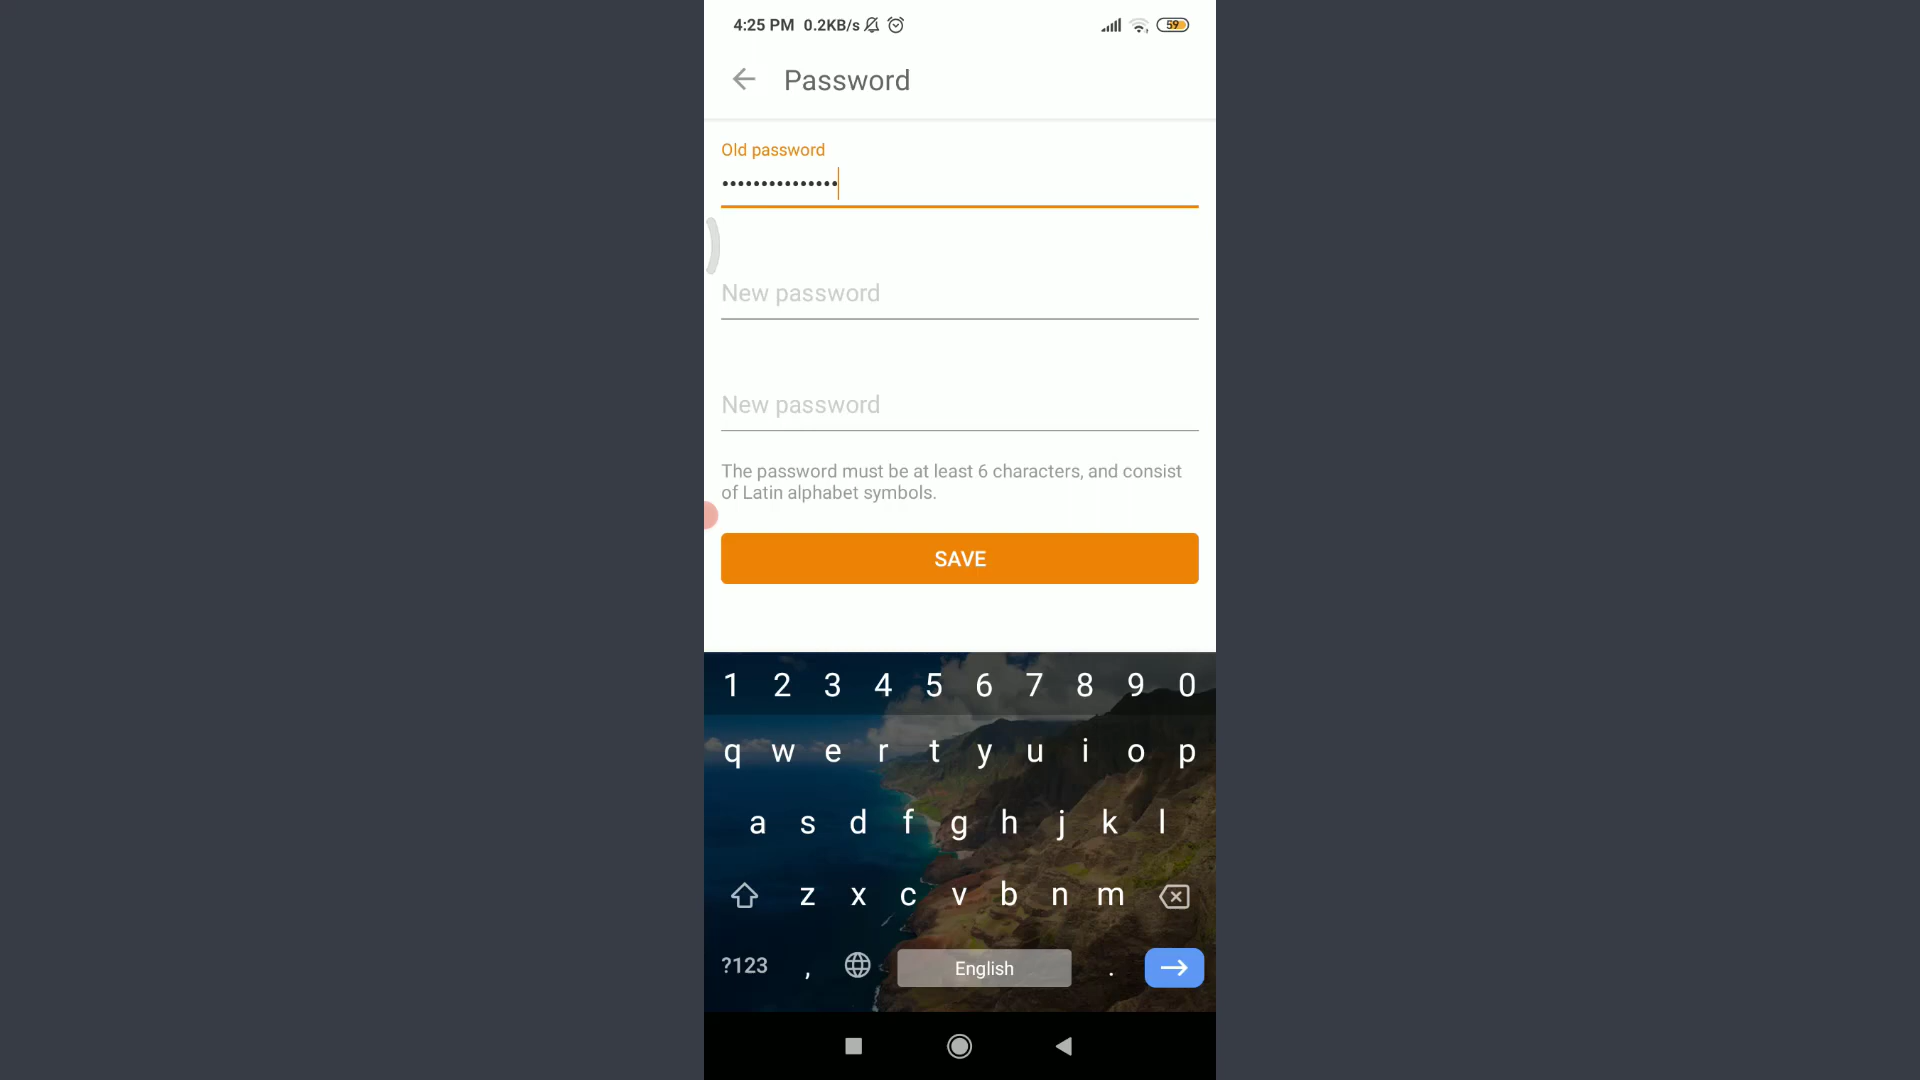 4:25 PM 0.2KB/s 59
Password
Old password
•••••••••••••••
New password
New password
The password must be at least 6 characters, and consist
of Latin alphabet symbols.
SAVE
1 2 3 4 5 6 7 8 9 0
q w e r t y u i o p
a s d f g h j k l
z x c v b n m
?123 , English .